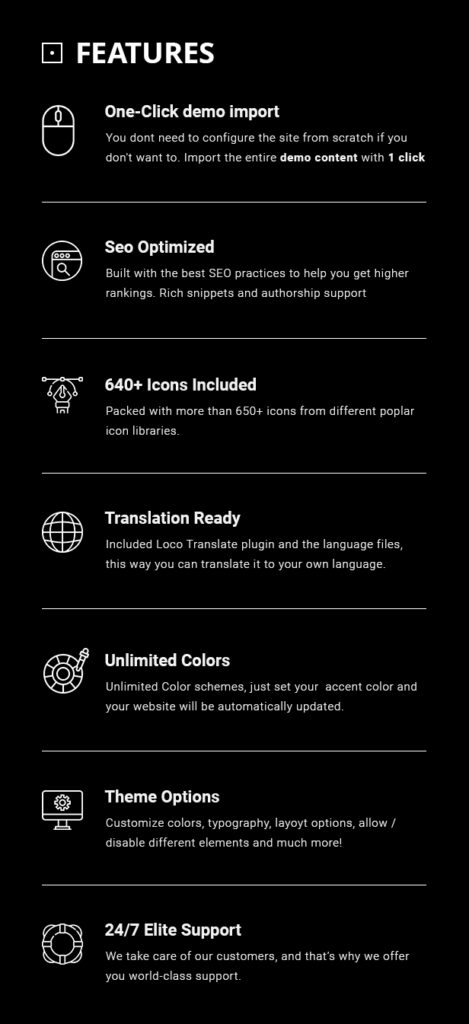 FEATURES
One-Click demo import
You dont need to configure the site from scratch if you
don't want to. Import the entire demo content with 1 click
Seo Optimized
Built with the best SEO practices to help you get higher
rankings. Rich snippets and authorship support
640+ Icons Included
Packed with more than 650+ icons from different poplar
icon libraries.
Translation Ready
Included Loco Translate plugin and the language files,
this way you can translate it to your own language.
Unlimited Colors
Unlimited Color schemes, just set your  accent color and
your website will be automatically updated.
Theme Options
Customize colors, typography, layoyt options, allow /
disable different elements and much more!
24/7 Elite Support
We take care of our customers, and that's why we offer
you world-class support.